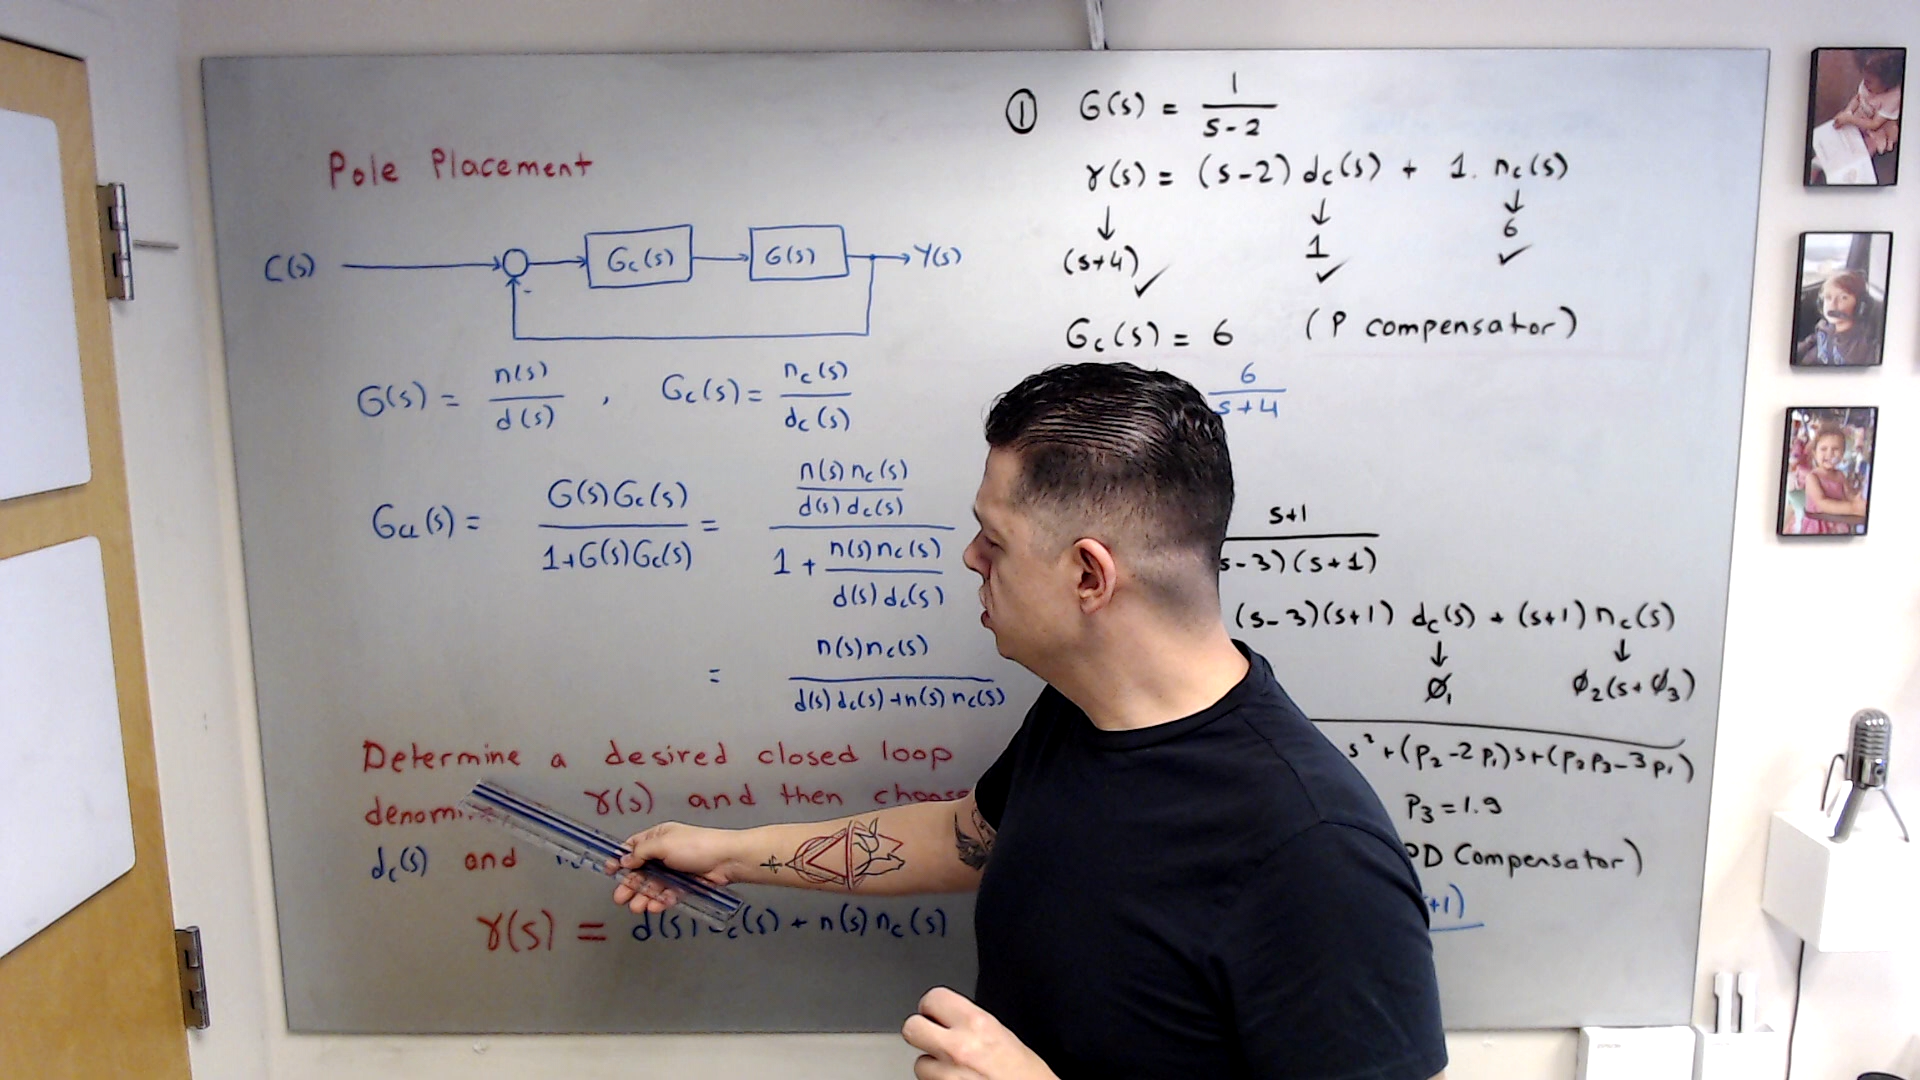 Pole Placement
C(s) Gc(s) G(s) Y(s)
-
G(s) = n(s) / d(s) , Gc(s) = nc(s) / dc(s)
Gcl(s) = G(s)Gc(s) / 1+G(s)Gc(s) = n(s)nc(s) / d(s)dc(s) / 1 + n(s)nc(s) / d(s)dc(s)
= n(s)nc(s) / d(s)dc(s)+n(s)nc(s)
Determine a desired closed loop
γ(s) and then choose
dc(s) and
γ(s) = d(s) c(s) + n(s)nc(s)
① G(s) = 1 / s-2
γ(s) = (s-2) dc(s) + 1. nc(s)
↓ ↓ ↓
(s+4) ✓ 1 ✓ 6 ✓
Gc(s) = 6 (P compensator)
6 / s+4
s+1 / s-3)(s+1)
(s-3)(s+1) dc(s) + (s+1) nc(s)
↓ ↓
ϕ1 ϕ2(s+ϕ3)
s²+(p2-2p1)s+(p2p3-3p1)
P3=1.9
PD Compensator)
+1)